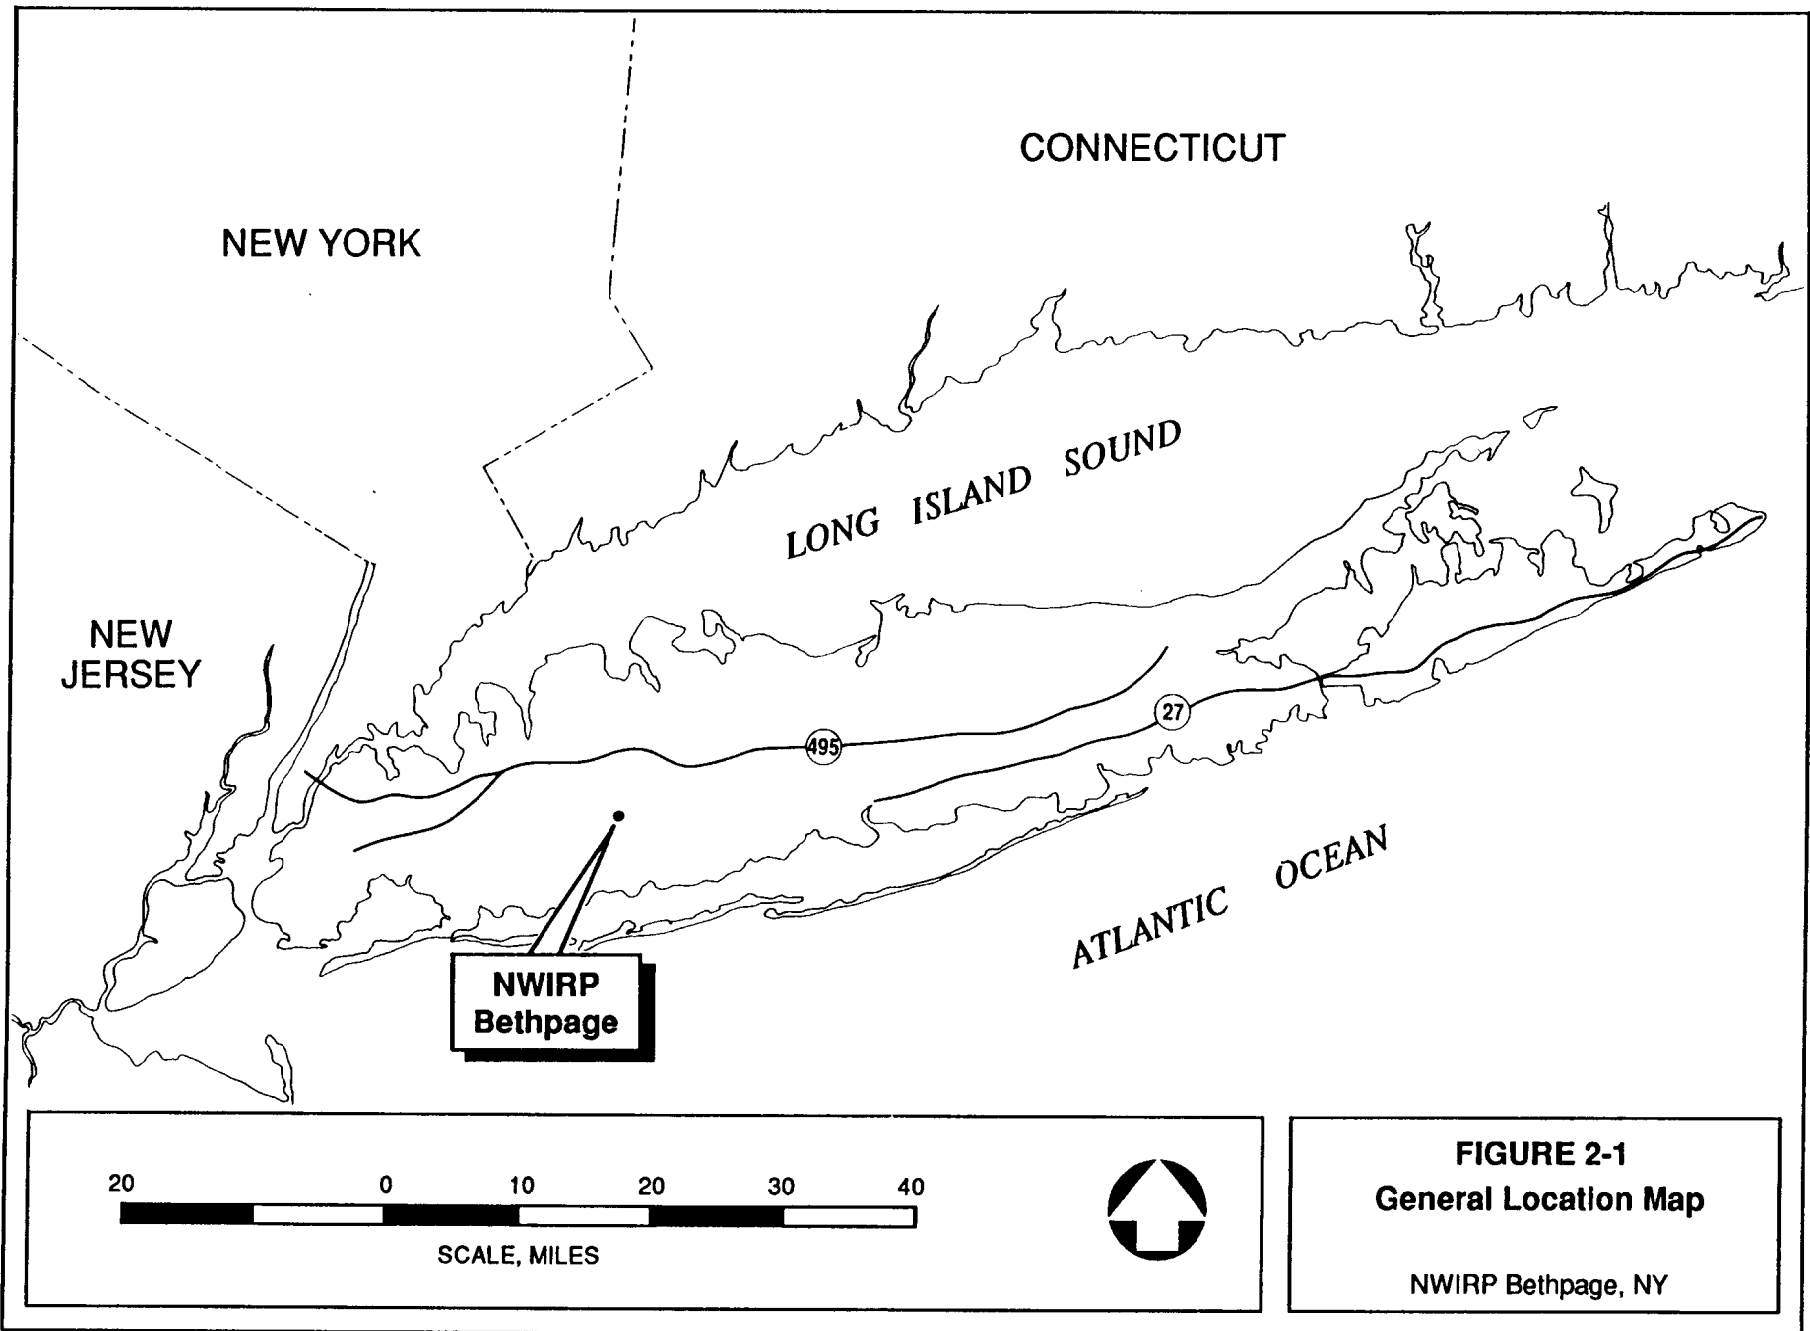 CONNECTICUT
NEW YORK
LONG ISLAND SOUND
NEW
JERSEY
27
495
ATLANTIC OCEAN
NWIRP
Bethpage
20 0 10 20 30 40
SCALE, MILES
FIGURE 2-1
General Location Map
NWIRP Bethpage, NY